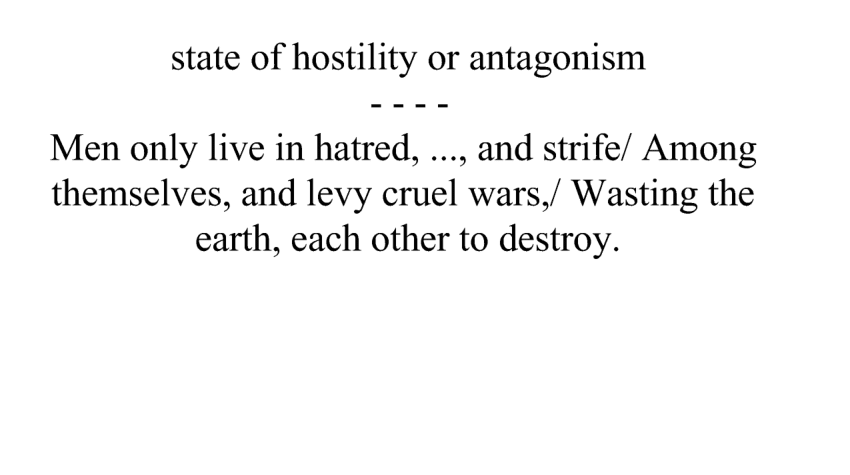 state of hostility or antagonism
- - - -
Men only live in hatred, ..., and strife/ Among
themselves, and levy cruel wars,/ Wasting the
earth, each other to destroy.